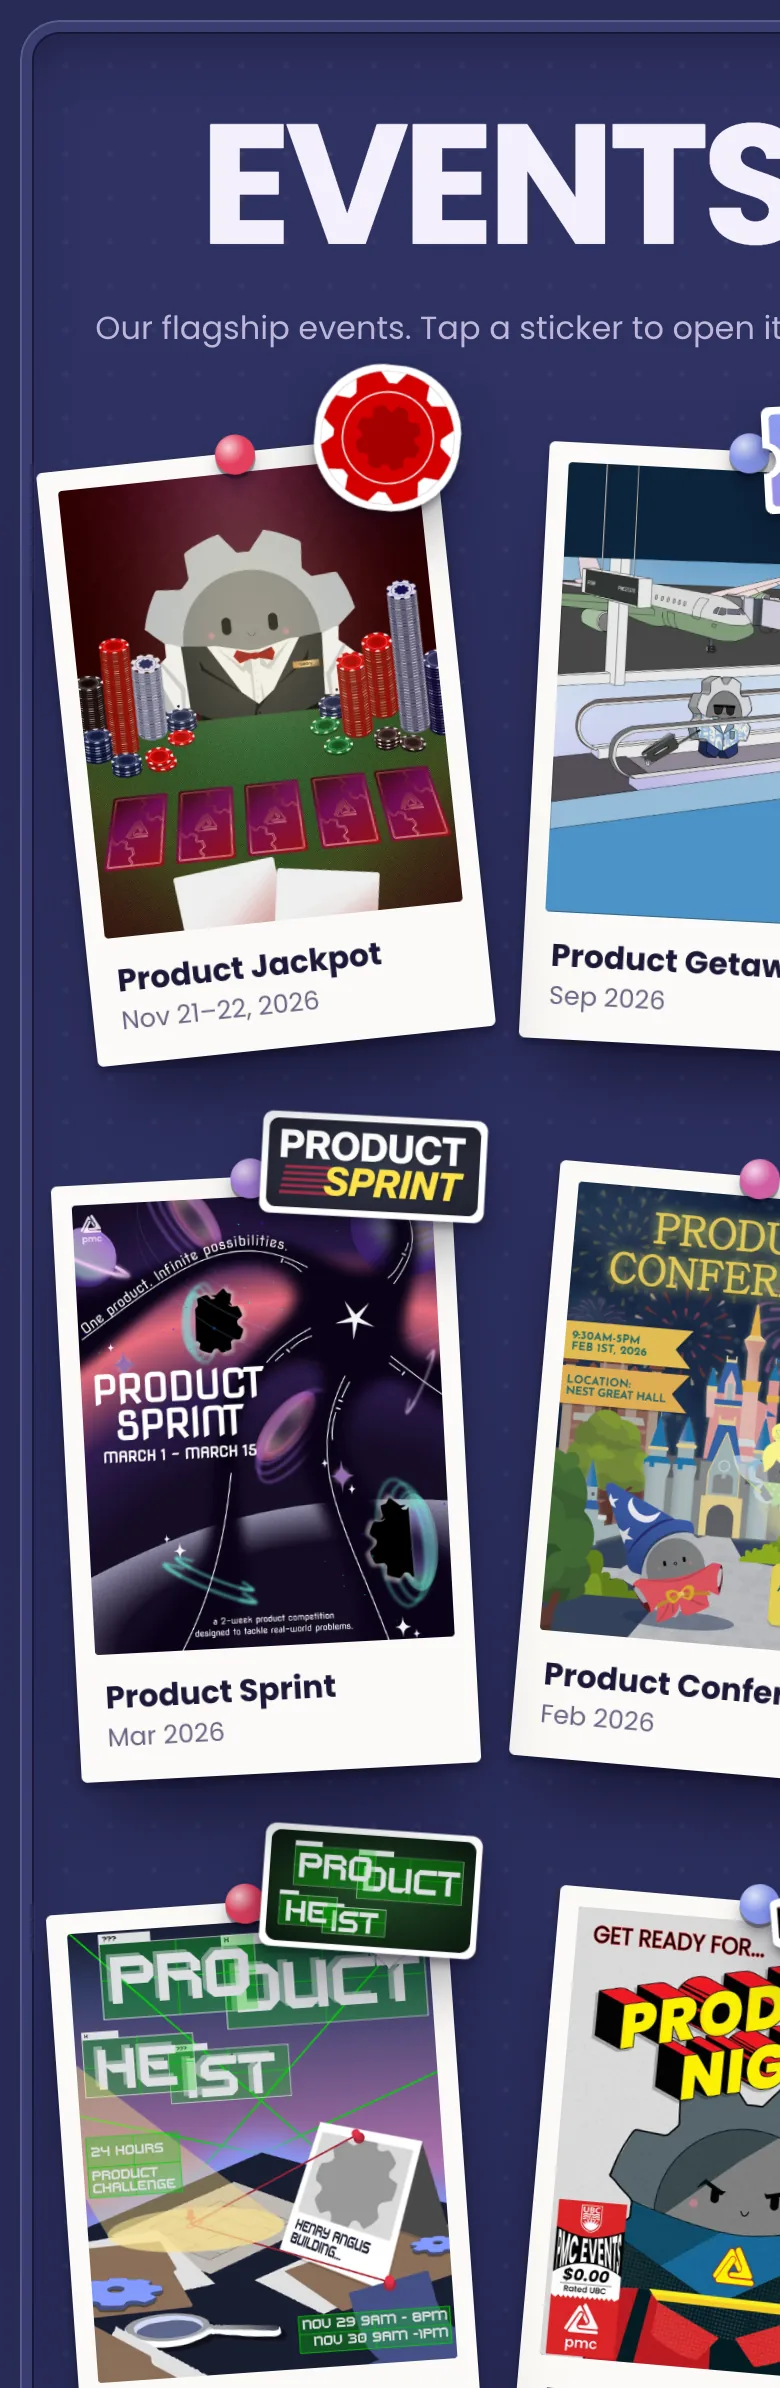 EVENTS
Our flagship events. Tap a sticker to open it
Product Jackpot
Nov 21–22, 2026
Product Getaw
Sep 2026
PRODUCT
SPRINT
pmc
One product. Infinite possibilities.
PRODUCT
SPRINT
MARCH 1 - MARCH 15
a 2-week product competition
designed to tackle real-world problems.
Product Sprint
Mar 2026
PRODU
CONFER
9:30AM-5PM
FEB 1ST, 2026
LOCATION:
NEST GREAT HALL
Product Confer
Feb 2026
PRODUCT
HEIST
???
H
PRODUCT
H
???
HEIST
24 HOURS
PRODUCT
CHALLENGE
HENRY ANGUS
BUILDING...
NOV 29 9AM - 8PM
NOV 30 9AM -1PM
GET READY FOR...
PROD
NIG
UBC
PMC EVENTS
$0.00
Rated UBC
pmc